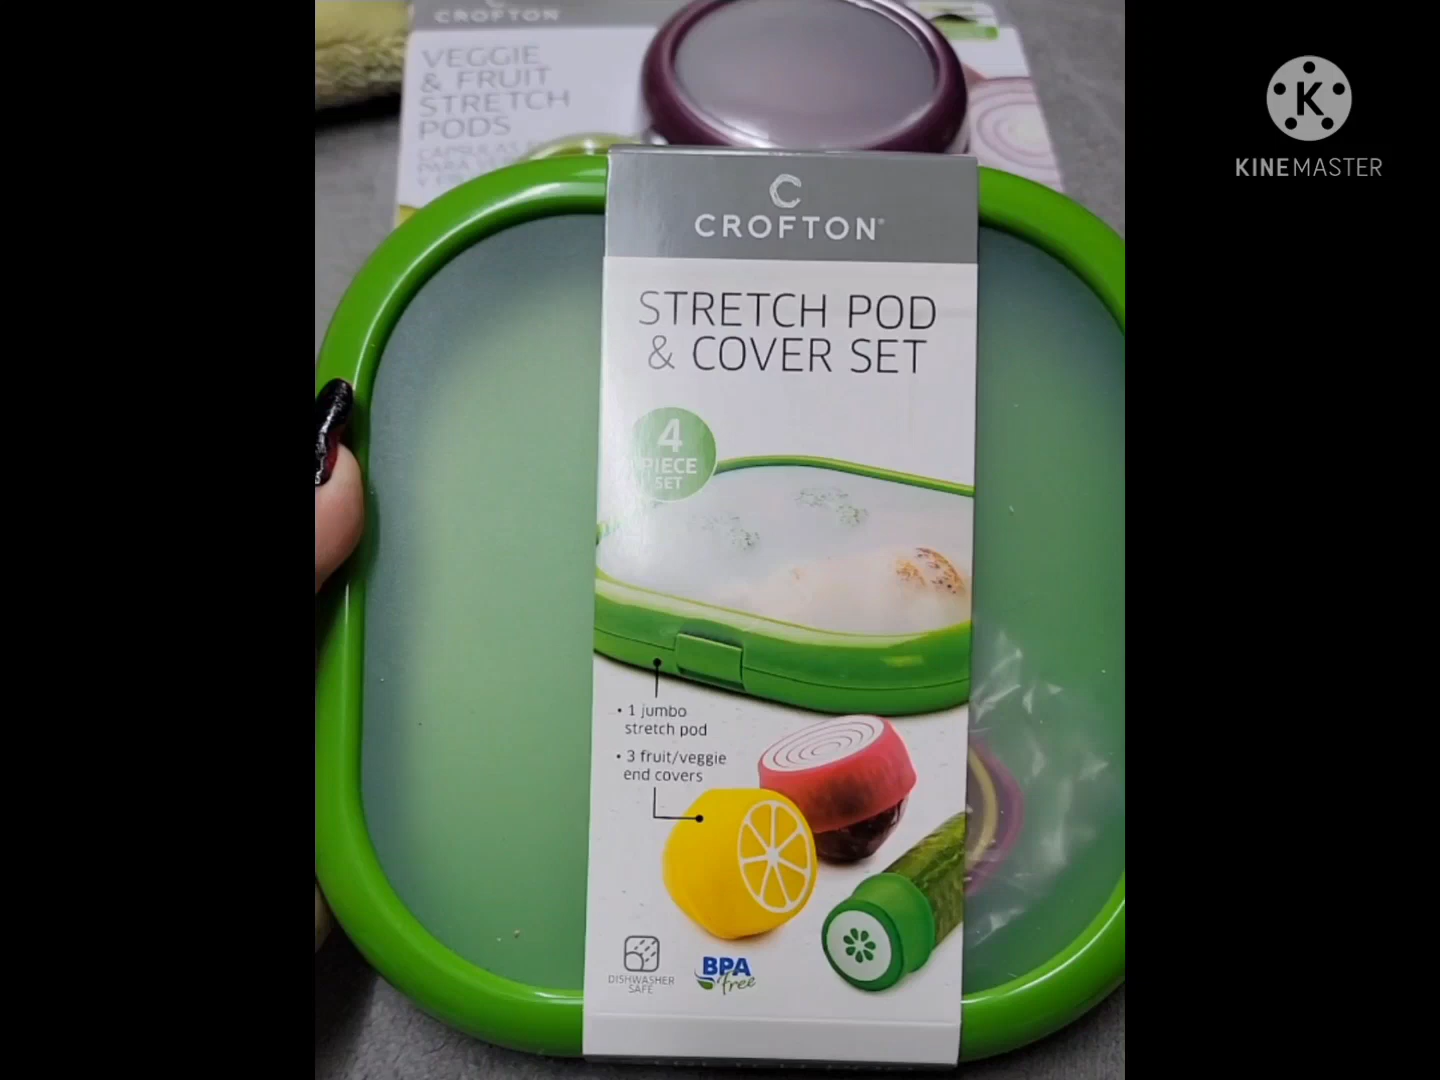 CROFTON
VEGGIE
& FRUIT
STRETCH
PODS
KINEMASTER
CROFTON®
STRETCH POD
& COVER SET
4
PIECE
SET
• 1 jumbo
stretch pod
• 3 fruit/veggie
end covers
DISHWASHER
SAFE
BPA
free